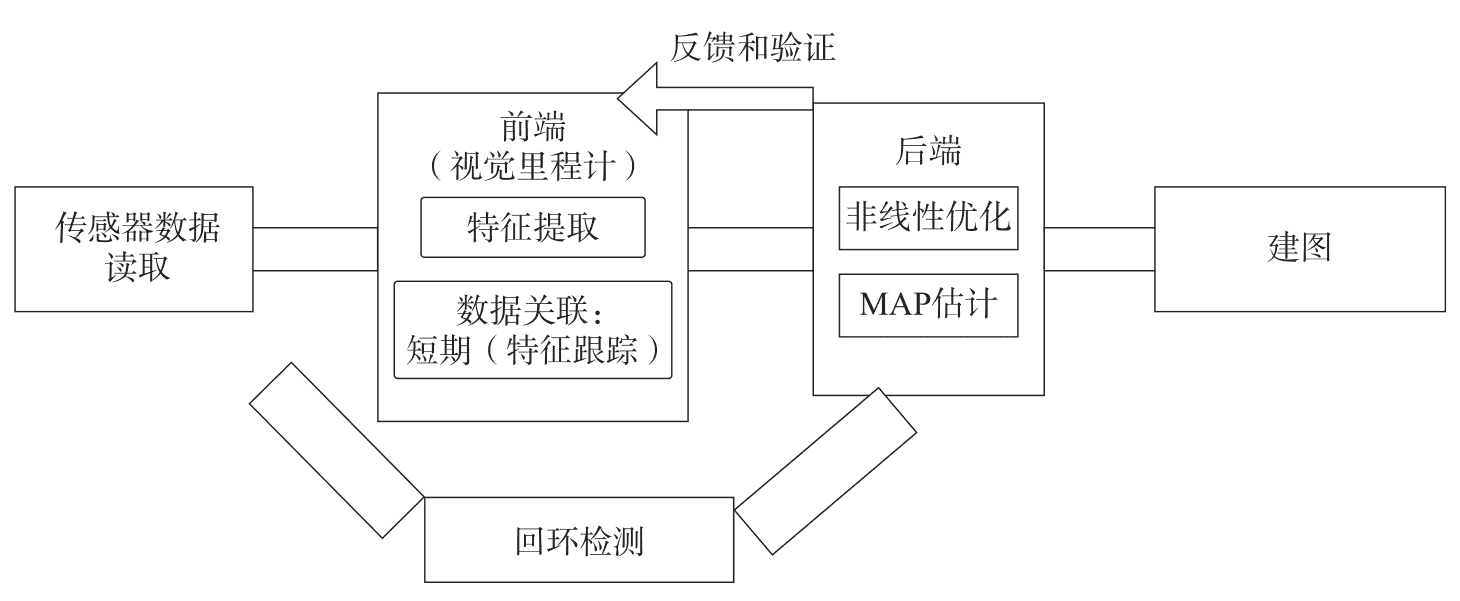 反馈和验证
前端
（视觉里程计）
特征提取
数据关联：
短期（特征跟踪）
传感器数据
读取
后端
非线性优化
MAP估计
建图
回环检测